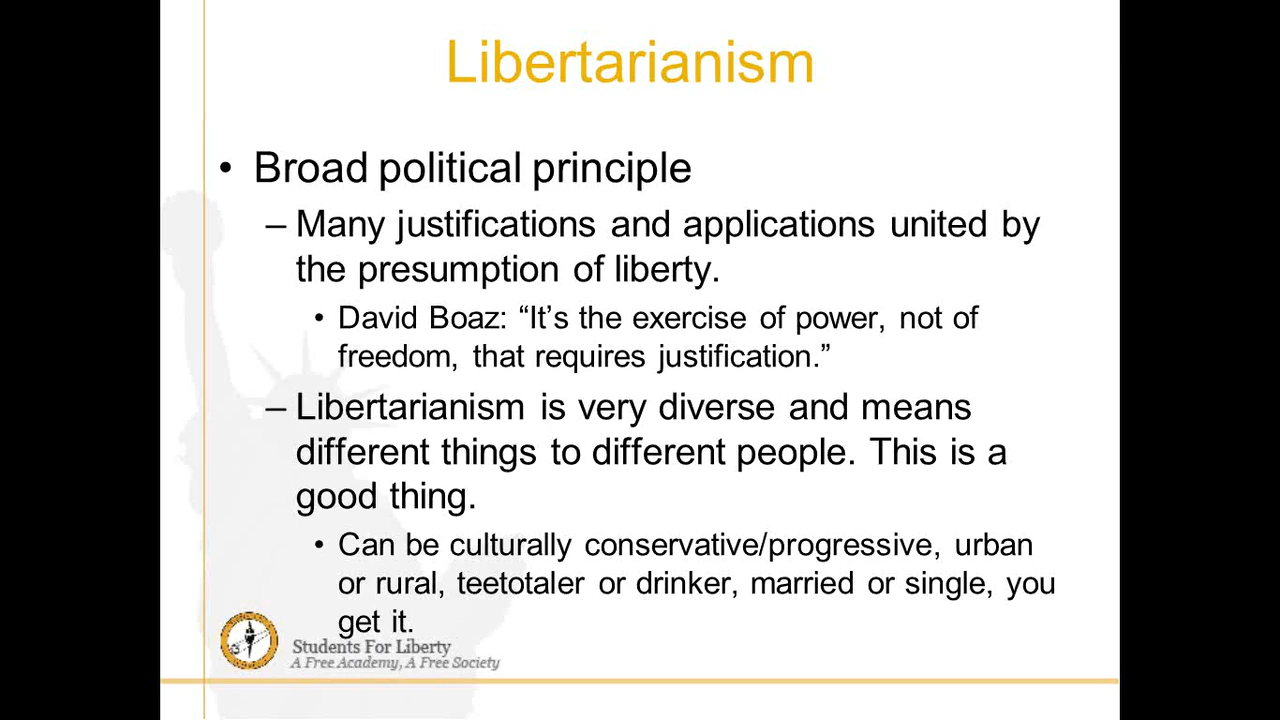 Libertarianism
• Broad political principle
– Many justifications and applications united by
the presumption of liberty.
• David Boaz: “It’s the exercise of power, not of
freedom, that requires justification.”
– Libertarianism is very diverse and means
different things to different people. This is a
good thing.
• Can be culturally conservative/progressive, urban
or rural, teetotaler or drinker, married or single, you
get it.
Students For Liberty
A Free Academy, A Free Society